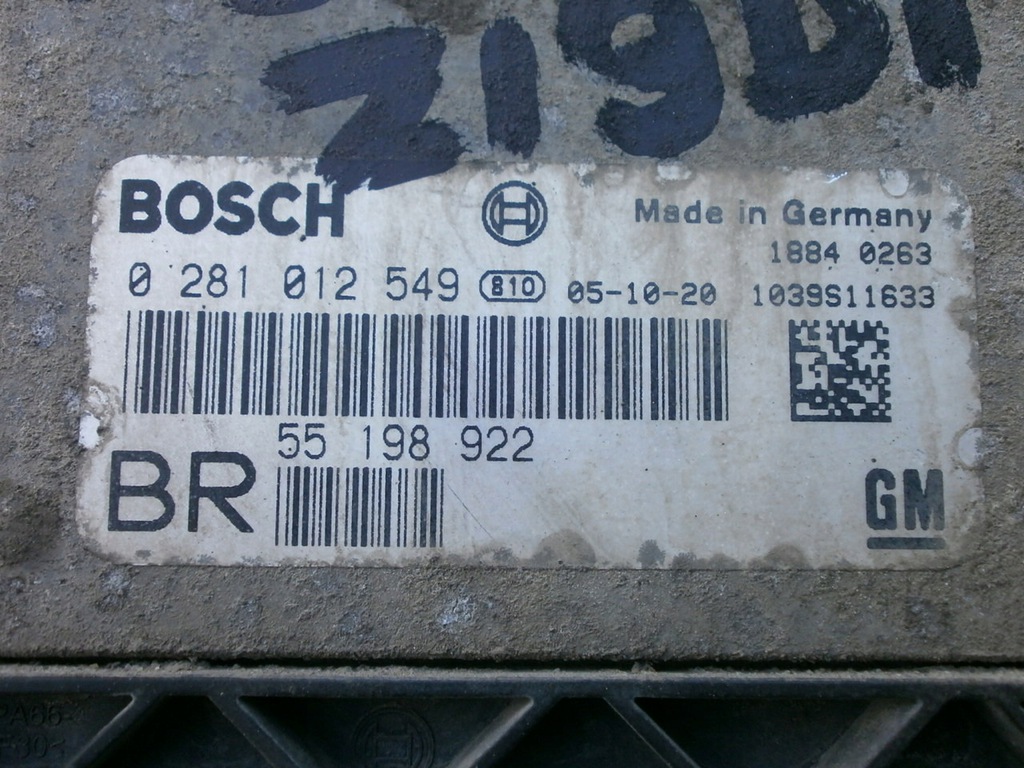 Z19DT
BOSCH
Made in Germany
1884 0263
0 281 012 549 810 05-10-20 1039S11633
55 198 922
BR
GM